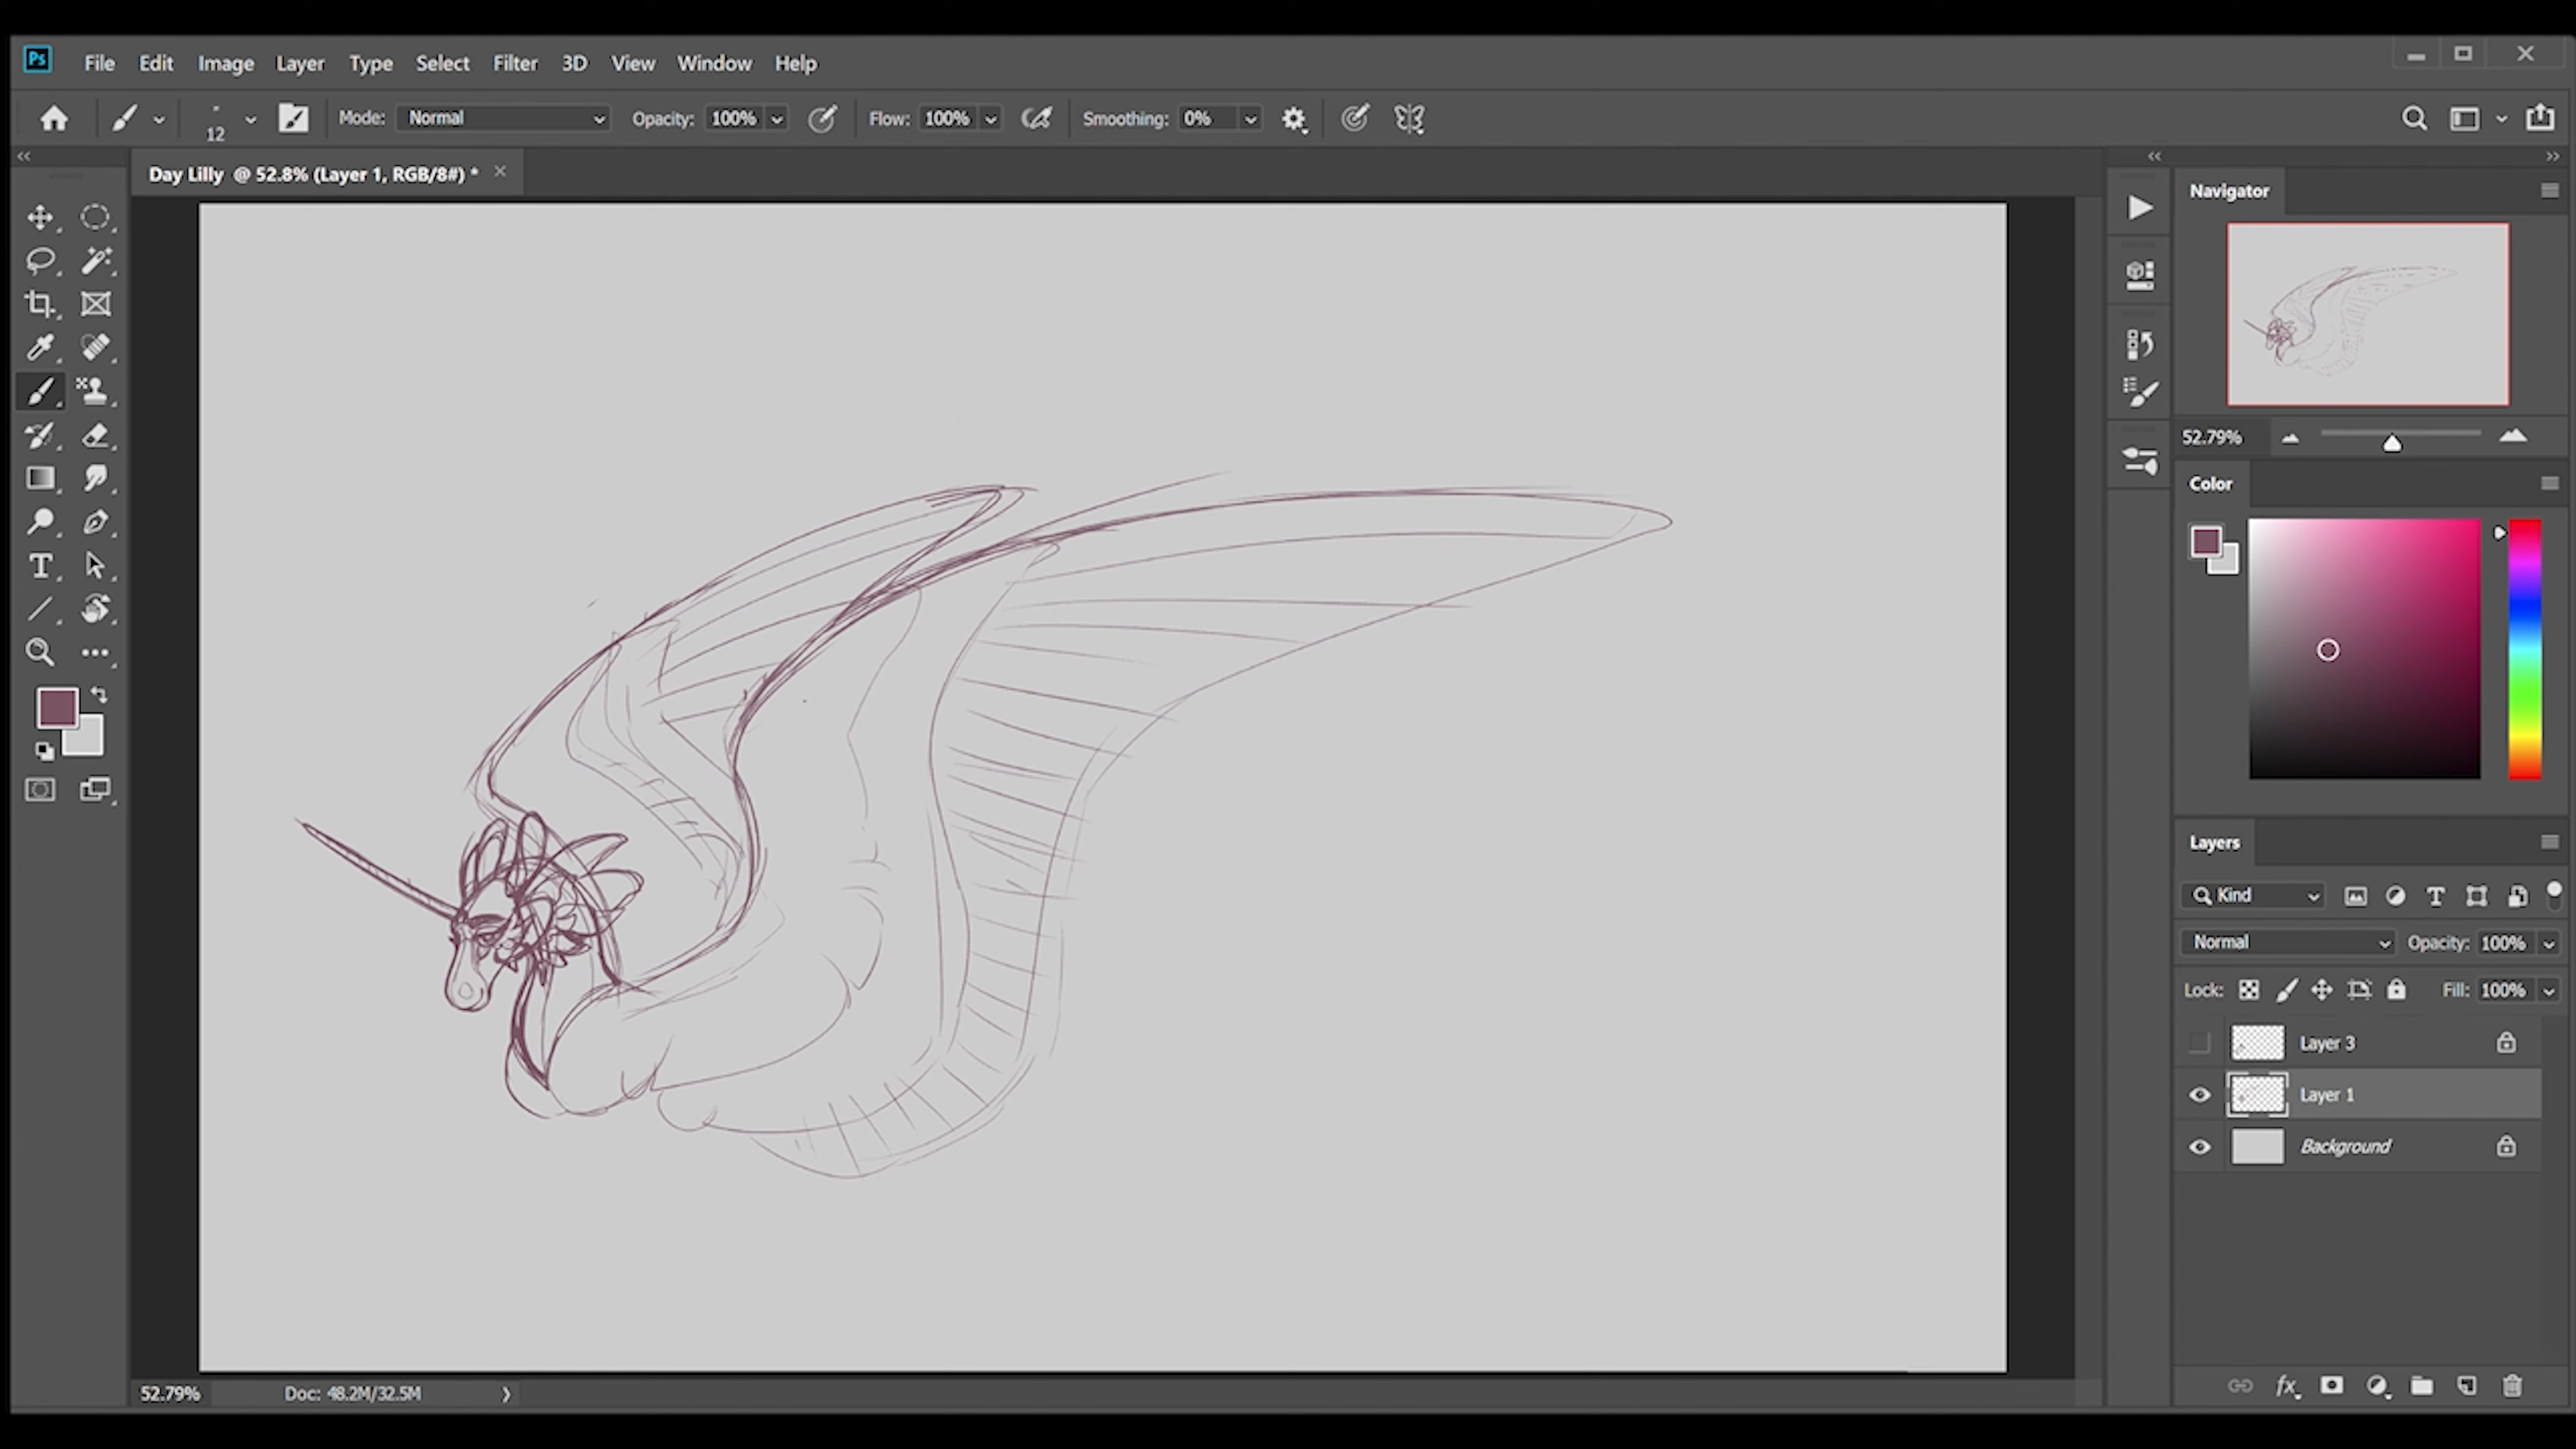 Ps File Edit Image Layer Type Select Filter 3D View Window Help
12 Mode: Normal Opacity: 100% Flow: 100% Smoothing: 0%
Day Lilly @ 52.8% (Layer 1, RGB/8#) *
Navigator
52.79%
Color
Layers
Kind
Normal Opacity: 100%
Lock: Fill: 100%
Layer 3
Layer 1
Background
52.79% Doc: 48.2M/32.5M